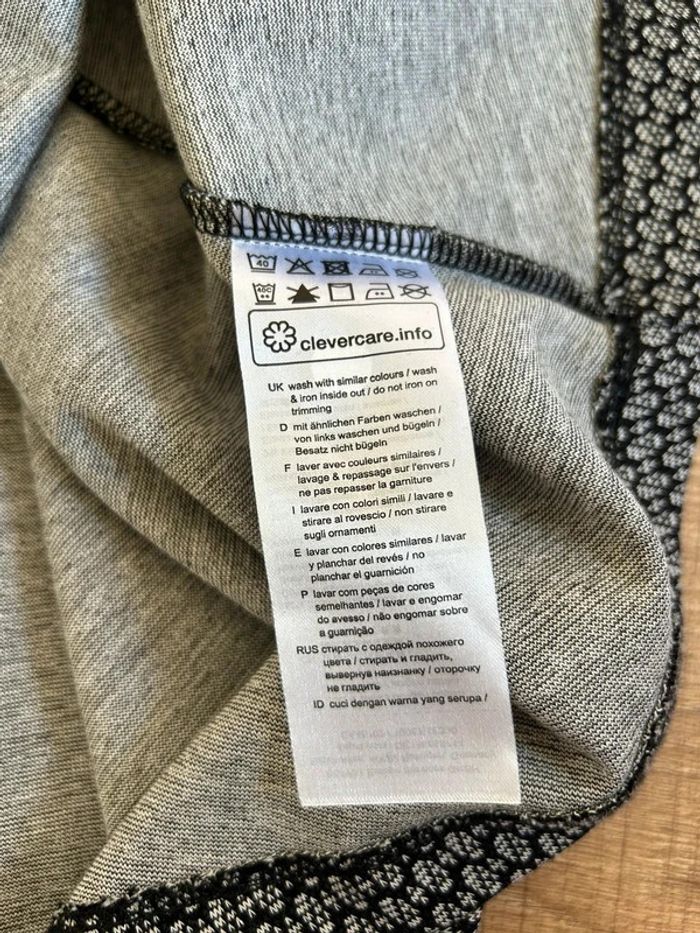 40
40C
clevercare.info
UK wash with similar colours / wash
& iron inside out / do not iron on
trimming
D mit ähnlichen Farben waschen /
von links waschen und bügeln /
Besatz nicht bügeln
F laver avec couleurs similaires /
lavage & repassage sur l'envers /
ne pas repasser la garniture
I lavare con colori simili / lavare e
stirare al rovescio / non stirare
sugli ornamenti
E lavar con colores similares / lavar
y planchar del revés / no
planchar el guarnición
P lavar com peças de cores
semelhantes / lavar e engomar
do avesso / não engomar sobre
a guarnição
RUS стирать с одеждой похожего
цвета / стирать и гладить,
вывернув наизнанку / оторочку
не гладить
ID cuci dengan warna yang serupa /